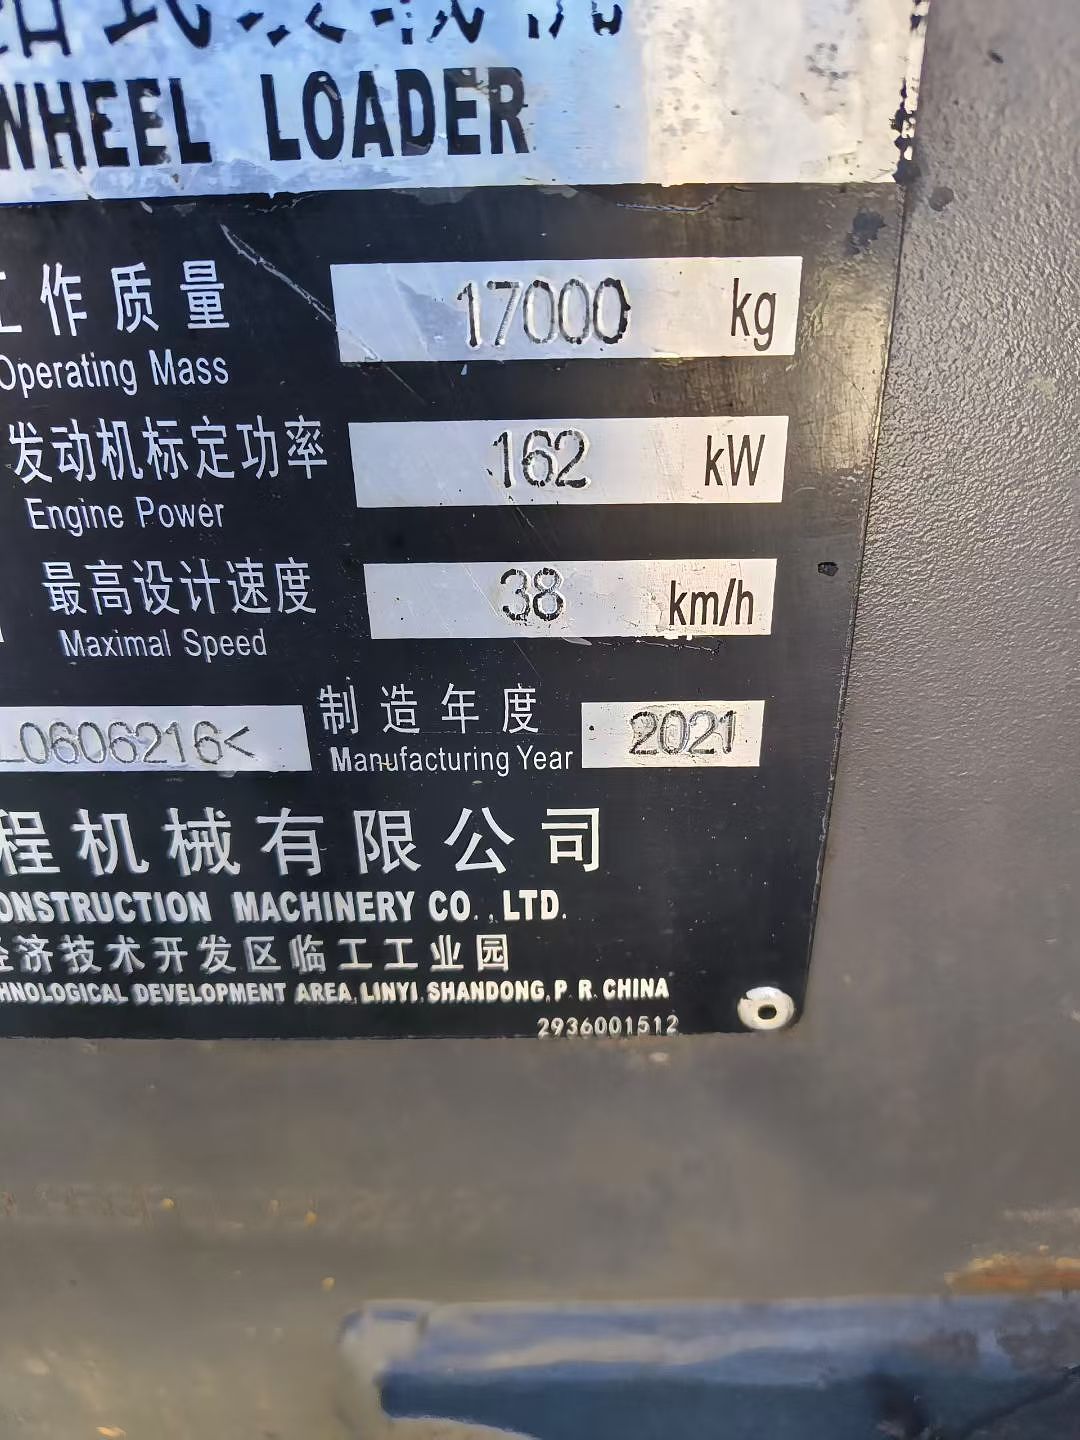 WHEEL LOADER
工作质量 17000 kg
Operating Mass
发动机标定功率 162 kW
Engine Power
最高设计速度 38 km/h
Maximal Speed
L0606216< 制造年度 2021
Manufacturing Year
程机械有限公司
CONSTRUCTION MACHINERY CO.,LTD.
经济技术开发区临工工业园
HNOLOGICAL DEVELOPMENT AREA,LINYI,SHANDONG,P.R.CHINA
2936001512